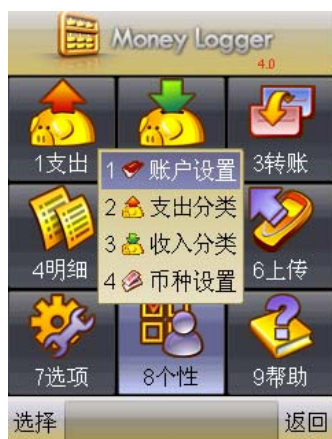 Money Logger
4.0
1支出
3转账
1 账户设置
2 支出分类
3 收入分类
4 币种设置
4明细
6上传
7选项
8个性
9帮助
选择
返回